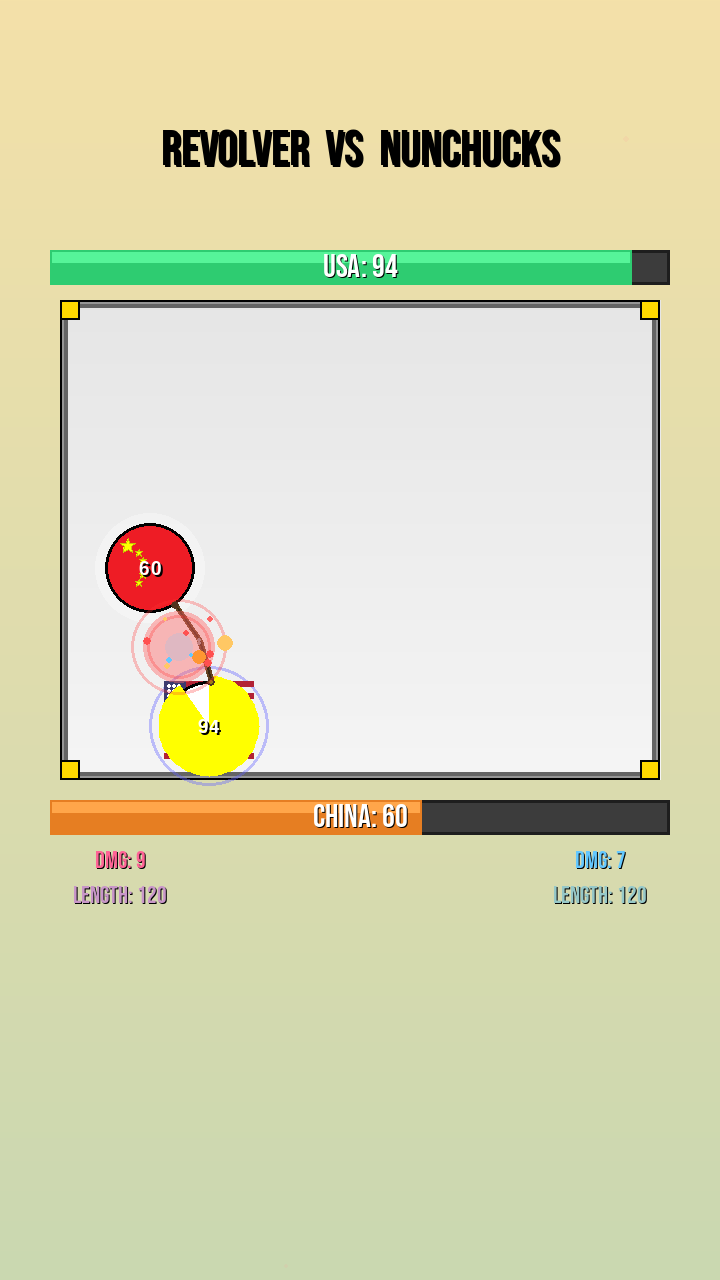 REVOLVER VS NUNCHUCKS
USA: 94
60
94
CHINA: 60
DMG: 9
DMG: 7
LENGTH: 120
LENGTH: 120